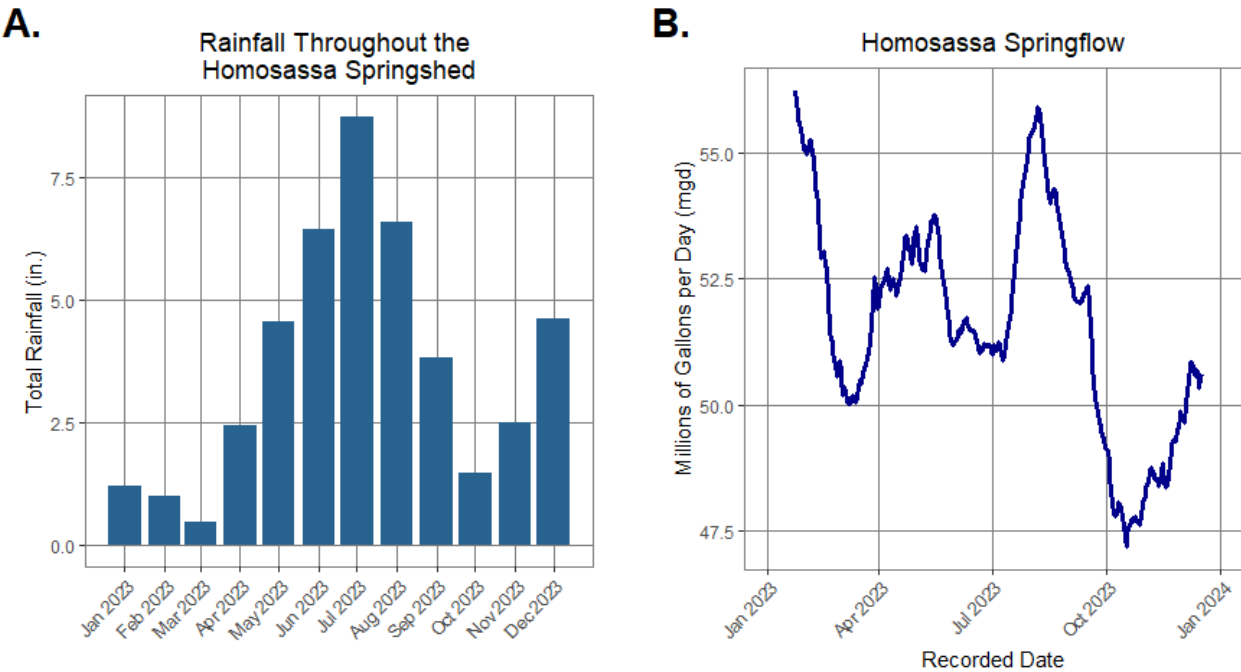 A.
Rainfall Throughout the
Homosassa Springshed
Total Rainfall (in.)
7.5
5.0
2.5
0.0
Jan 2023
Feb 2023
Mar 2023
Apr 2023
May 2023
Jun 2023
Jul 2023
Aug 2023
Sep 2023
Oct 2023
Nov 2023
Dec 2023
B.
Homosassa Springflow
Millions of Gallons per Day (mgd)
55.0
52.5
50.0
47.5
Jan 2023
Apr 2023
Jul 2023
Oct 2023
Jan 2024
Recorded Date